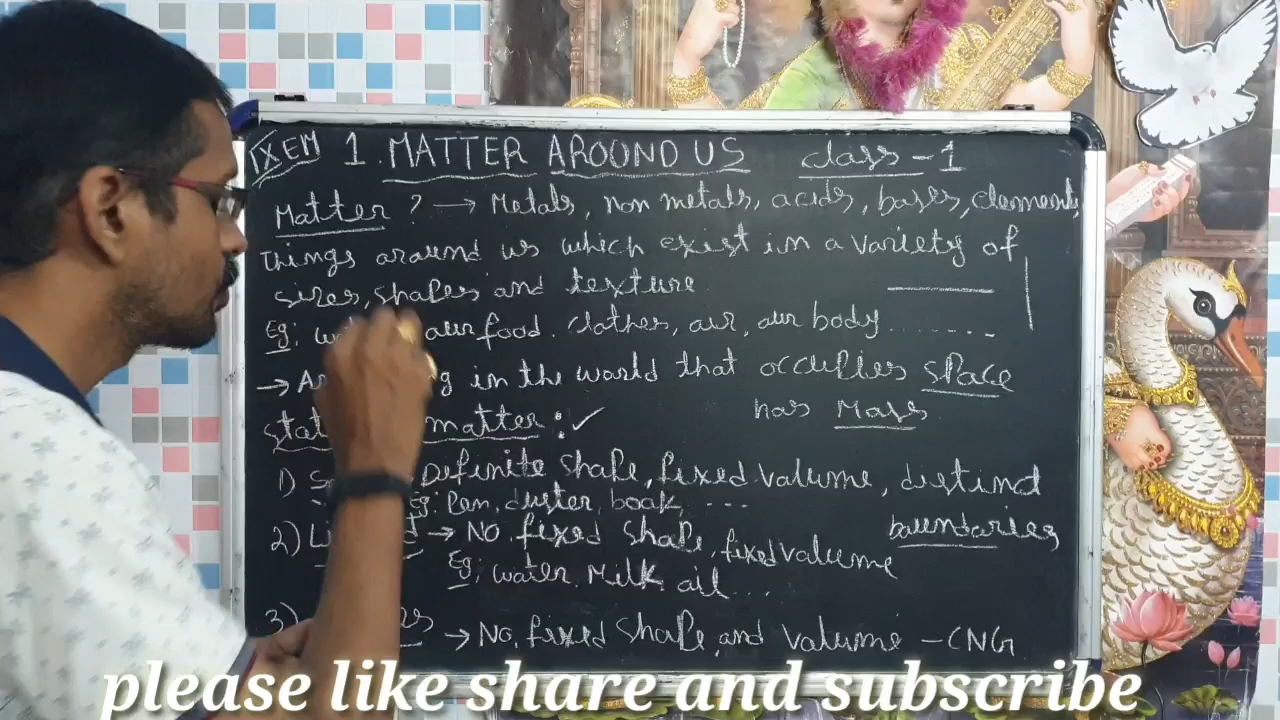 IX EM 1. MATTER AROOND US class-1
Matter ? → Metals, non metals, acids, bases, elements,
things around us which exist in a variety of
sizes, shapes and texture
Eg: our food. clothes, air, our body .......
→ in the world that occupies space
has Mass
matter : ✓
1) Definite shape, fixed volume, distind
boundaries
Eg: Pen, duster, book, ...
2) → NO fixed shape, fixed volume
Eg: water. Milk oil ...
3) → No, fixed shape, and volume - CNG
please like share and subscribe